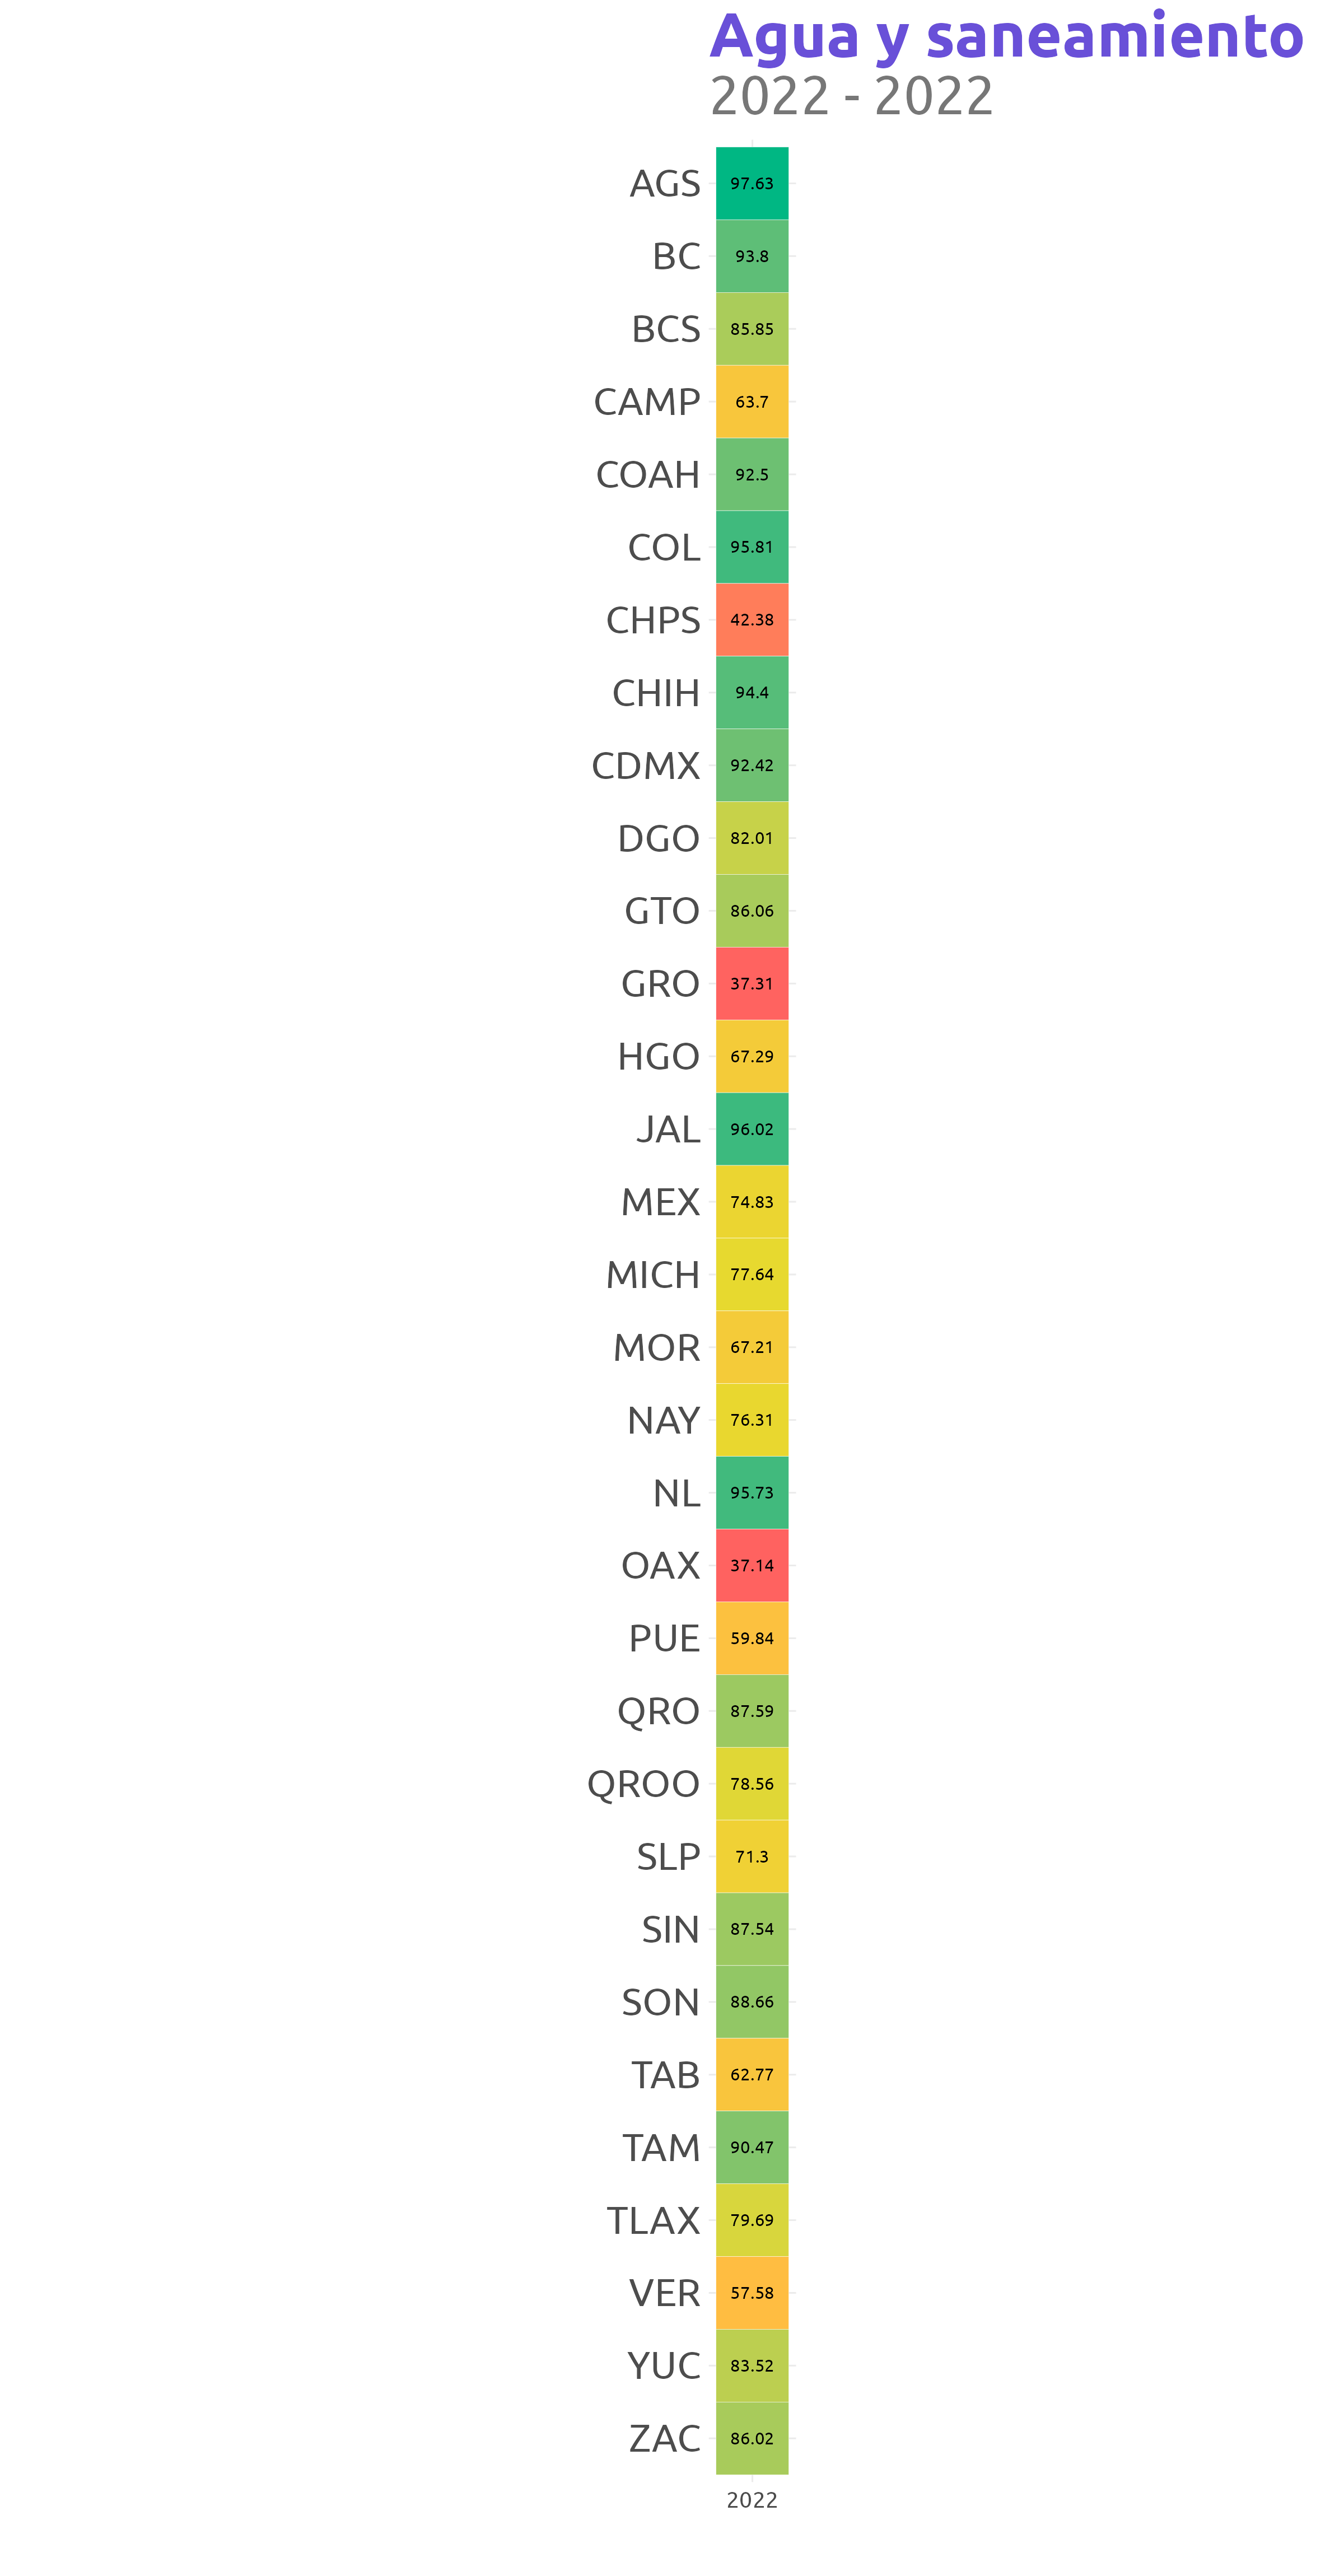 Agua y saneamiento
2022 - 2022
AGS 97.63
BC 93.8
BCS 85.85
CAMP 63.7
COAH 92.5
COL 95.81
CHPS 42.38
CHIH 94.4
CDMX 92.42
DGO 82.01
GTO 86.06
GRO 37.31
HGO 67.29
JAL 96.02
MEX 74.83
MICH 77.64
MOR 67.21
NAY 76.31
NL 95.73
OAX 37.14
PUE 59.84
QRO 87.59
QROO 78.56
SLP 71.3
SIN 87.54
SON 88.66
TAB 62.77
TAM 90.47
TLAX 79.69
VER 57.58
YUC 83.52
ZAC 86.02
2022